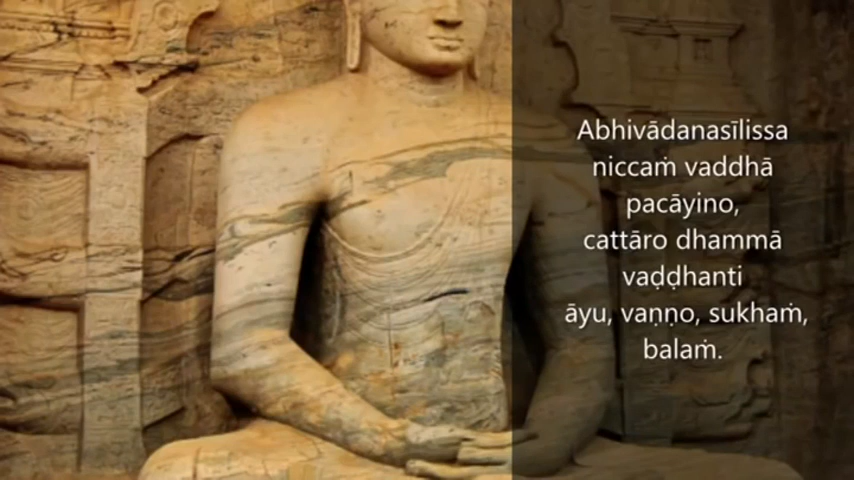 Abhivādanasīlissa
niccaṁ vaddhā
pacāyino,
cattāro dhammā
vaḍḍhanti
āyu, vaṇṇo, sukhaṁ,
balaṁ.